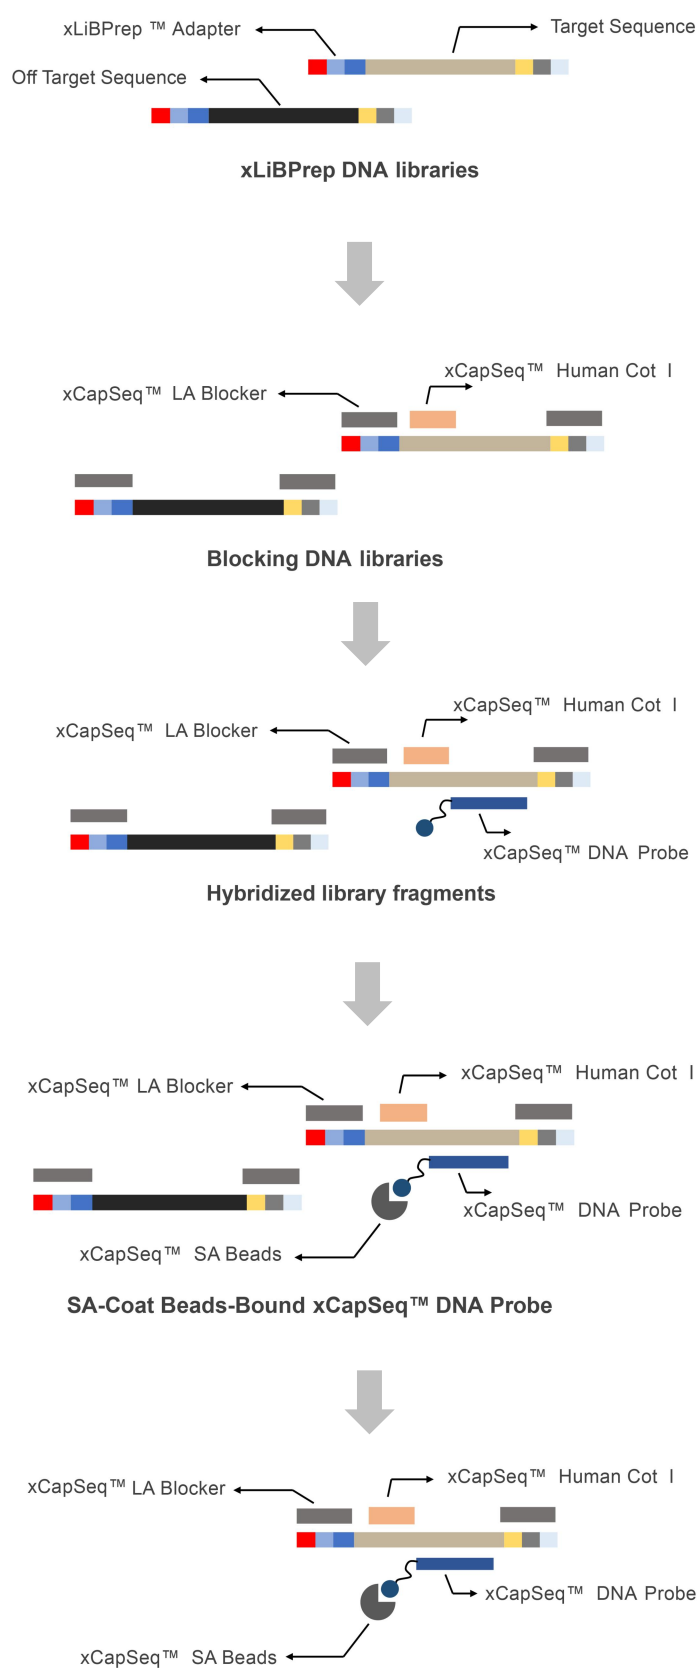 xLiBPrep ™ Adapter
Target Sequence
Off Target Sequence
xLiBPrep DNA libraries
xCapSeq™ Human Cot I
xCapSeq™ LA Blocker
Blocking DNA libraries
xCapSeq™ Human Cot I
xCapSeq™ LA Blocker
xCapSeq™ DNA Probe
Hybridized library fragments
xCapSeq™ Human Cot I
xCapSeq™ LA Blocker
xCapSeq™ DNA Probe
xCapSeq™ SA Beads
SA-Coat Beads-Bound xCapSeq™ DNA Probe
xCapSeq™ Human Cot I
xCapSeq™ LA Blocker
xCapSeq™ DNA Probe
xCapSeq™ SA Beads